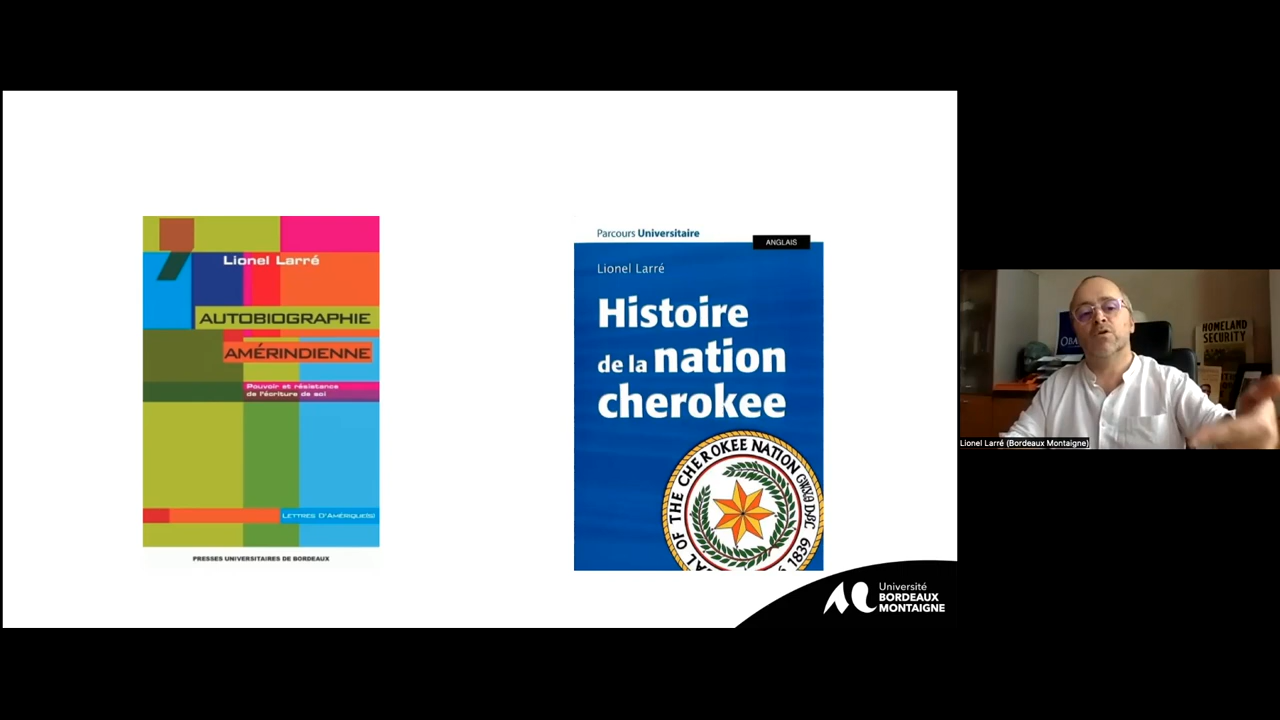 Lionel Larré
AUTOBIOGRAPHIE
AMÉRINDIENNE
Pouvoir et résistance
de l'écriture de soi
LETTRES D'AMÉRIQUE(S)
PRESSES UNIVERSITAIRES DE BORDEAUX
Parcours Universitaire
ANGLAIS
Lionel Larré
Histoire
de la nation
cherokee
OF THE CHEROKEE NATION
1839
Université
BORDEAUX
MONTAIGNE
HOMELAND
SECURITY
Lionel Larré (Bordeaux Montaigne)